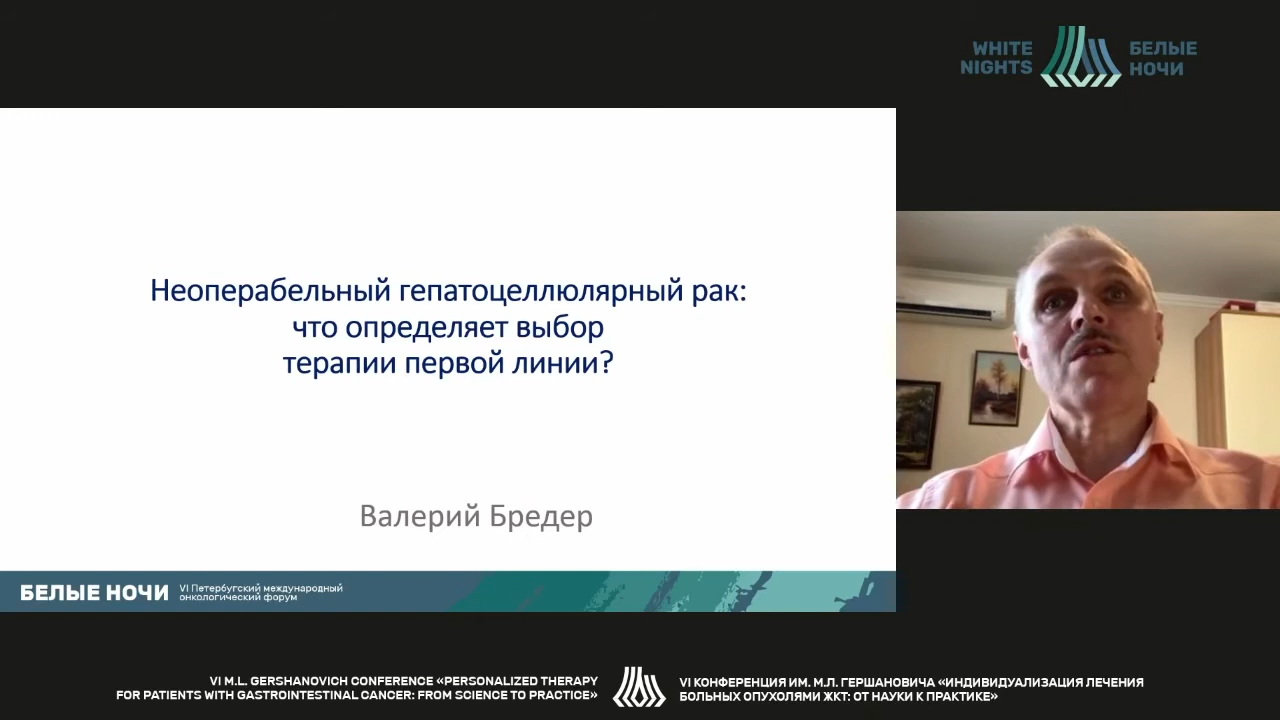 WHITE
NIGHTS
БЕЛЫЕ
НОЧИ
Неоперабельный гепатоцеллюлярный рак:
что определяет выбор
терапии первой линии?
Валерий Бредер
БЕЛЫЕ НОЧИ
VI Петербугский международный
онкологический форум
VI M.L. GERSHANOVICH CONFERENCE «PERSONALIZED THERAPY
FOR PATIENTS WITH GASTROINTESTINAL CANCER: FROM SCIENCE TO PRACTICE»
VI КОНФЕРЕНЦИЯ ИМ. М.Л. ГЕРШАНОВИЧА «ИНДИВИДУАЛИЗАЦИЯ ЛЕЧЕНИЯ
БОЛЬНЫХ ОПУХОЛЯМИ ЖКТ: ОТ НАУКИ К ПРАКТИКЕ»